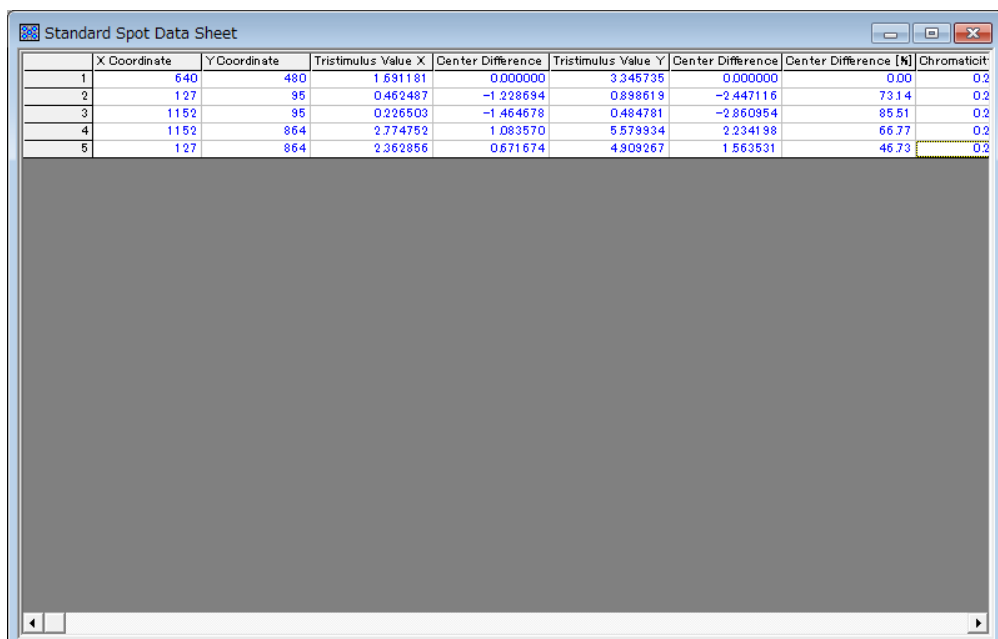 Standard Spot Data Sheet
X Coordinate Y Coordinate Tristimulus Value X Center Difference Tristimulus Value Y Center Difference Center Difference [%] Chromaticit
1 640 480 1.691181 0.000000 3.345735 0.000000 0.00 0.2
2 127 95 0.462487 -1.228694 0.898619 -2.447116 73.14 0.2
3 1152 95 0.226503 -1.464678 0.484781 -2.860954 85.51 0.2
4 1152 864 2.774752 1.083570 5.579934 2.234198 66.77 0.2
5 127 864 2.362856 0.671674 4.909267 1.563531 46.73 0.2